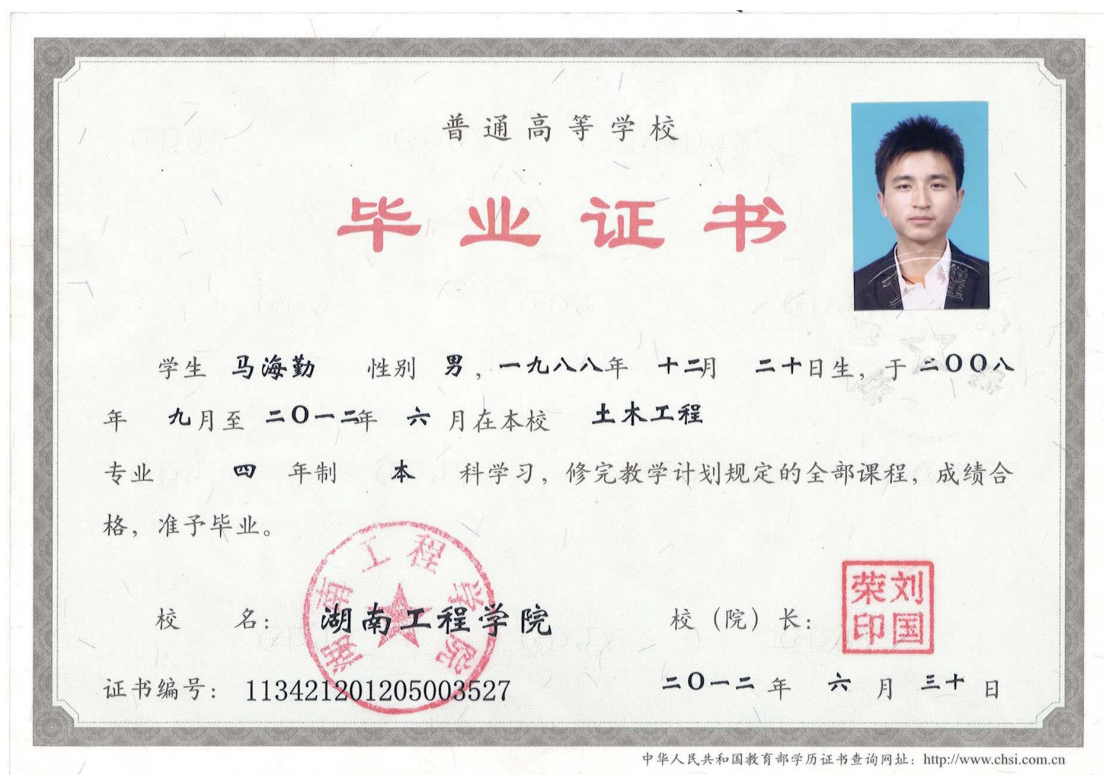 普通高等学校
毕业证书
学生 马海勤 性别 男，一九八八年 十二月 二十日生，于二〇〇八
年 九月至 二〇一二年 六 月在本校 土木工程
专业 四 年制 本 科学习，修完教学计划规定的全部课程，成绩合
格，准予毕业。
湖南工程学院
校 名： 湖南工程学院 校（院）长：
刘国荣印
证书编号： 113421201205003527 二〇一二 年 六 月 三十 日
中华人民共和国教育部学历证书查询网址：http://www.chsi.com.cn